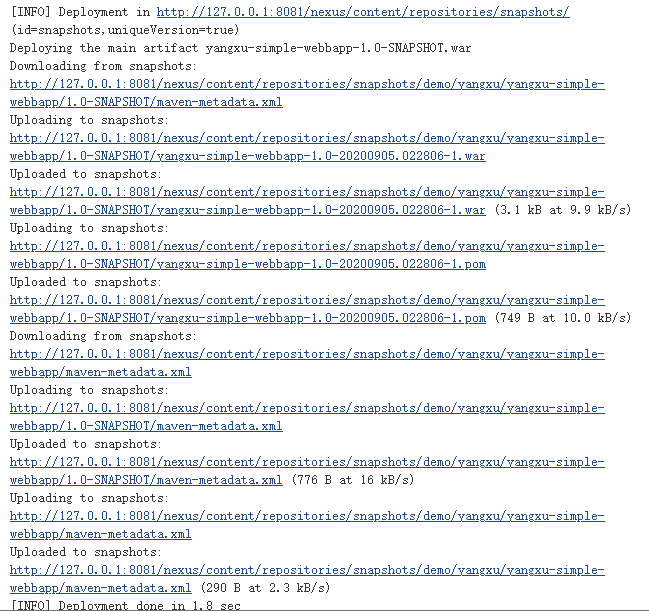 [INFO] Deployment in http://127.0.0.1:8081/nexus/content/repositories/snapshots/
(id=snapshots,uniqueVersion=true)
Deploying the main artifact yangxu-simple-webbapp-1.0-SNAPSHOT.war
Downloading from snapshots:
http://127.0.0.1:8081/nexus/content/repositories/snapshots/demo/yangxu/yangxu-simple-
webbapp/1.0-SNAPSHOT/maven-metadata.xml
Uploading to snapshots:
http://127.0.0.1:8081/nexus/content/repositories/snapshots/demo/yangxu/yangxu-simple-
webbapp/1.0-SNAPSHOT/yangxu-simple-webbapp-1.0-20200905.022806-1.war
Uploaded to snapshots:
http://127.0.0.1:8081/nexus/content/repositories/snapshots/demo/yangxu/yangxu-simple-
webbapp/1.0-SNAPSHOT/yangxu-simple-webbapp-1.0-20200905.022806-1.war (3.1 kB at 9.9 kB/s)
Uploading to snapshots:
http://127.0.0.1:8081/nexus/content/repositories/snapshots/demo/yangxu/yangxu-simple-
webbapp/1.0-SNAPSHOT/yangxu-simple-webbapp-1.0-20200905.022806-1.pom
Uploaded to snapshots:
http://127.0.0.1:8081/nexus/content/repositories/snapshots/demo/yangxu/yangxu-simple-
webbapp/1.0-SNAPSHOT/yangxu-simple-webbapp-1.0-20200905.022806-1.pom (749 B at 10.0 kB/s)
Downloading from snapshots:
http://127.0.0.1:8081/nexus/content/repositories/snapshots/demo/yangxu/yangxu-simple-
webbapp/maven-metadata.xml
Uploading to snapshots:
http://127.0.0.1:8081/nexus/content/repositories/snapshots/demo/yangxu/yangxu-simple-
webbapp/1.0-SNAPSHOT/maven-metadata.xml
Uploaded to snapshots:
http://127.0.0.1:8081/nexus/content/repositories/snapshots/demo/yangxu/yangxu-simple-
webbapp/1.0-SNAPSHOT/maven-metadata.xml (776 B at 16 kB/s)
Uploading to snapshots:
http://127.0.0.1:8081/nexus/content/repositories/snapshots/demo/yangxu/yangxu-simple-
webbapp/maven-metadata.xml
Uploaded to snapshots:
http://127.0.0.1:8081/nexus/content/repositories/snapshots/demo/yangxu/yangxu-simple-
webbapp/maven-metadata.xml (290 B at 2.3 kB/s)
[INFO] Deployment done in 1.8 sec